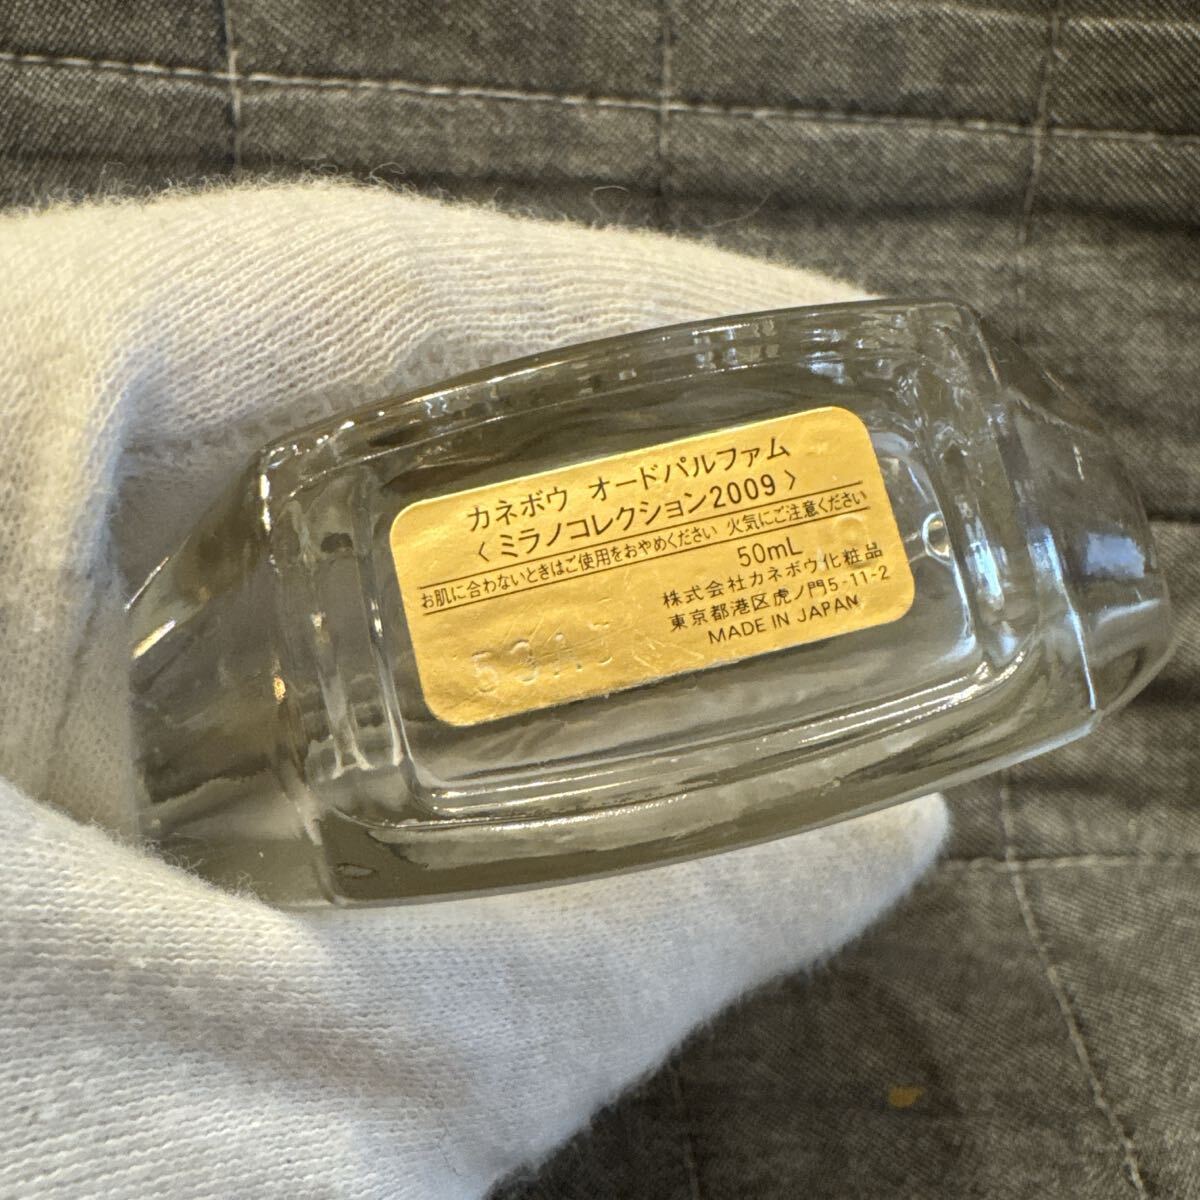 カネボウ オードパルファム
〈ミラノコレクション2009〉
お肌に合わないときはご使用をおやめください 火気にご注意ください
50mL
株式会社カネボウ化粧品
東京都港区虎ノ門5-11-2
MADE IN JAPAN